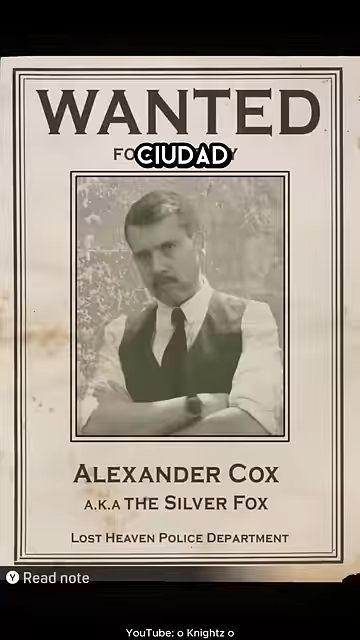 WANTED
CIUDAD
ALEXANDER COX
A.K.A THE SILVER FOX
LOST HEAVEN POLICE DEPARTMENT
Y Read note
YouTube: o Knightz o